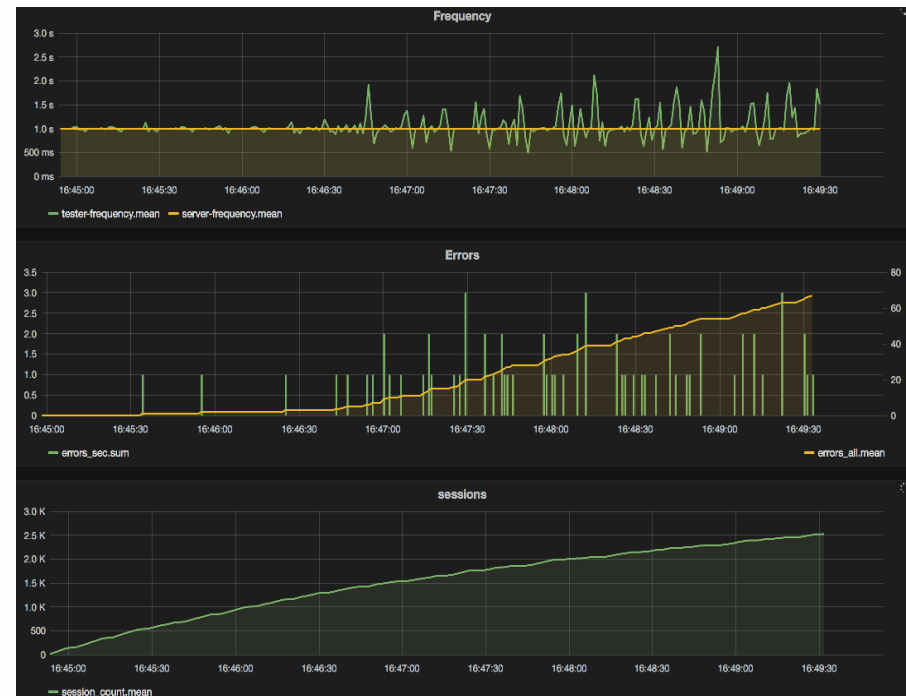 Frequency
3.0 s
2.5 s
2.0 s
1.5 s
1.0 s
500 ms
0 ms
16:45:00 16:45:30 16:46:00 16:46:30 16:47:00 16:47:30 16:48:00 16:48:30 16:49:00 16:49:30
tester-frequency.mean server-frequency.mean
Errors
3.5 80
3.0
2.5 60
2.0
1.5 40
1.0 20
0.5
0 0
16:45:00 16:45:30 16:46:00 16:46:30 16:47:00 16:47:30 16:48:00 16:48:30 16:49:00 16:49:30
errors_sec.sum errors_all.mean
sessions
3.0 K
2.5 K
2.0 K
1.5 K
1.0 K
500
0
16:45:00 16:45:30 16:46:00 16:46:30 16:47:00 16:47:30 16:48:00 16:48:30 16:49:00 16:49:30
session_count.mean